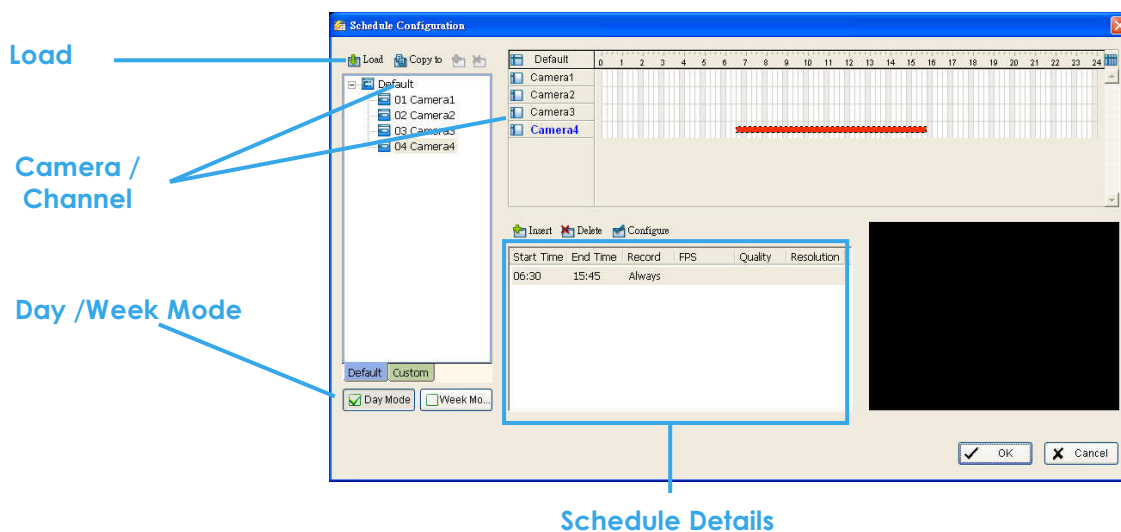 Schedule Configuration
Load
Load Copy to
Default 0 1 2 3 4 5 6 7 8 9 10 11 12 13 14 15 16 17 18 19 20 21 22 23 24
Camera1
Camera2
Camera3
Camera4
Default
01 Camera1
02 Camera2
03 Camera3
04 Camera4
Camera /
Channel
Insert Delete Configure
Start Time End Time Record FPS Quality Resolution
06:30 15:45 Always
Day /Week Mode
Default Custom
Day Mode Week Mo...
OK Cancel
Schedule Details